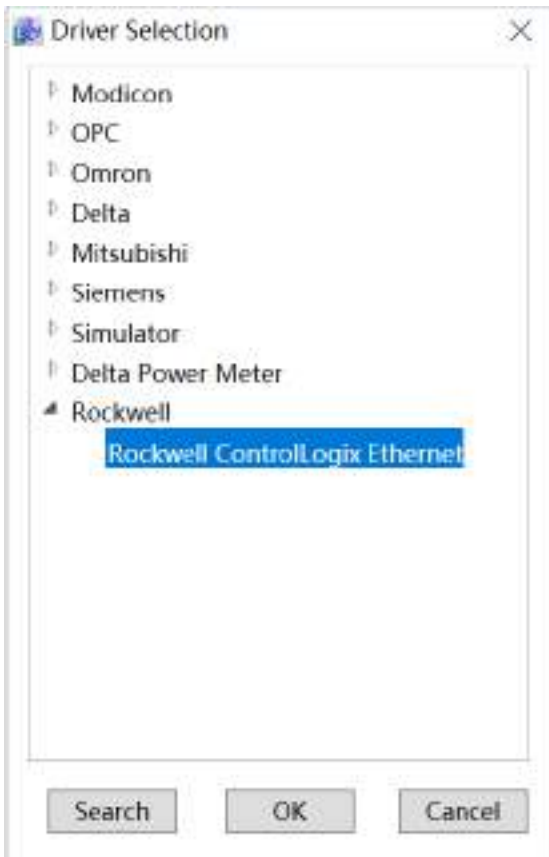 Driver Selection
Modicon
OPC
Omron
Delta
Mitsubishi
Siemens
Simulator
Delta Power Meter
Rockwell
Rockwell ControlLogix Ethernet
Search OK Cancel